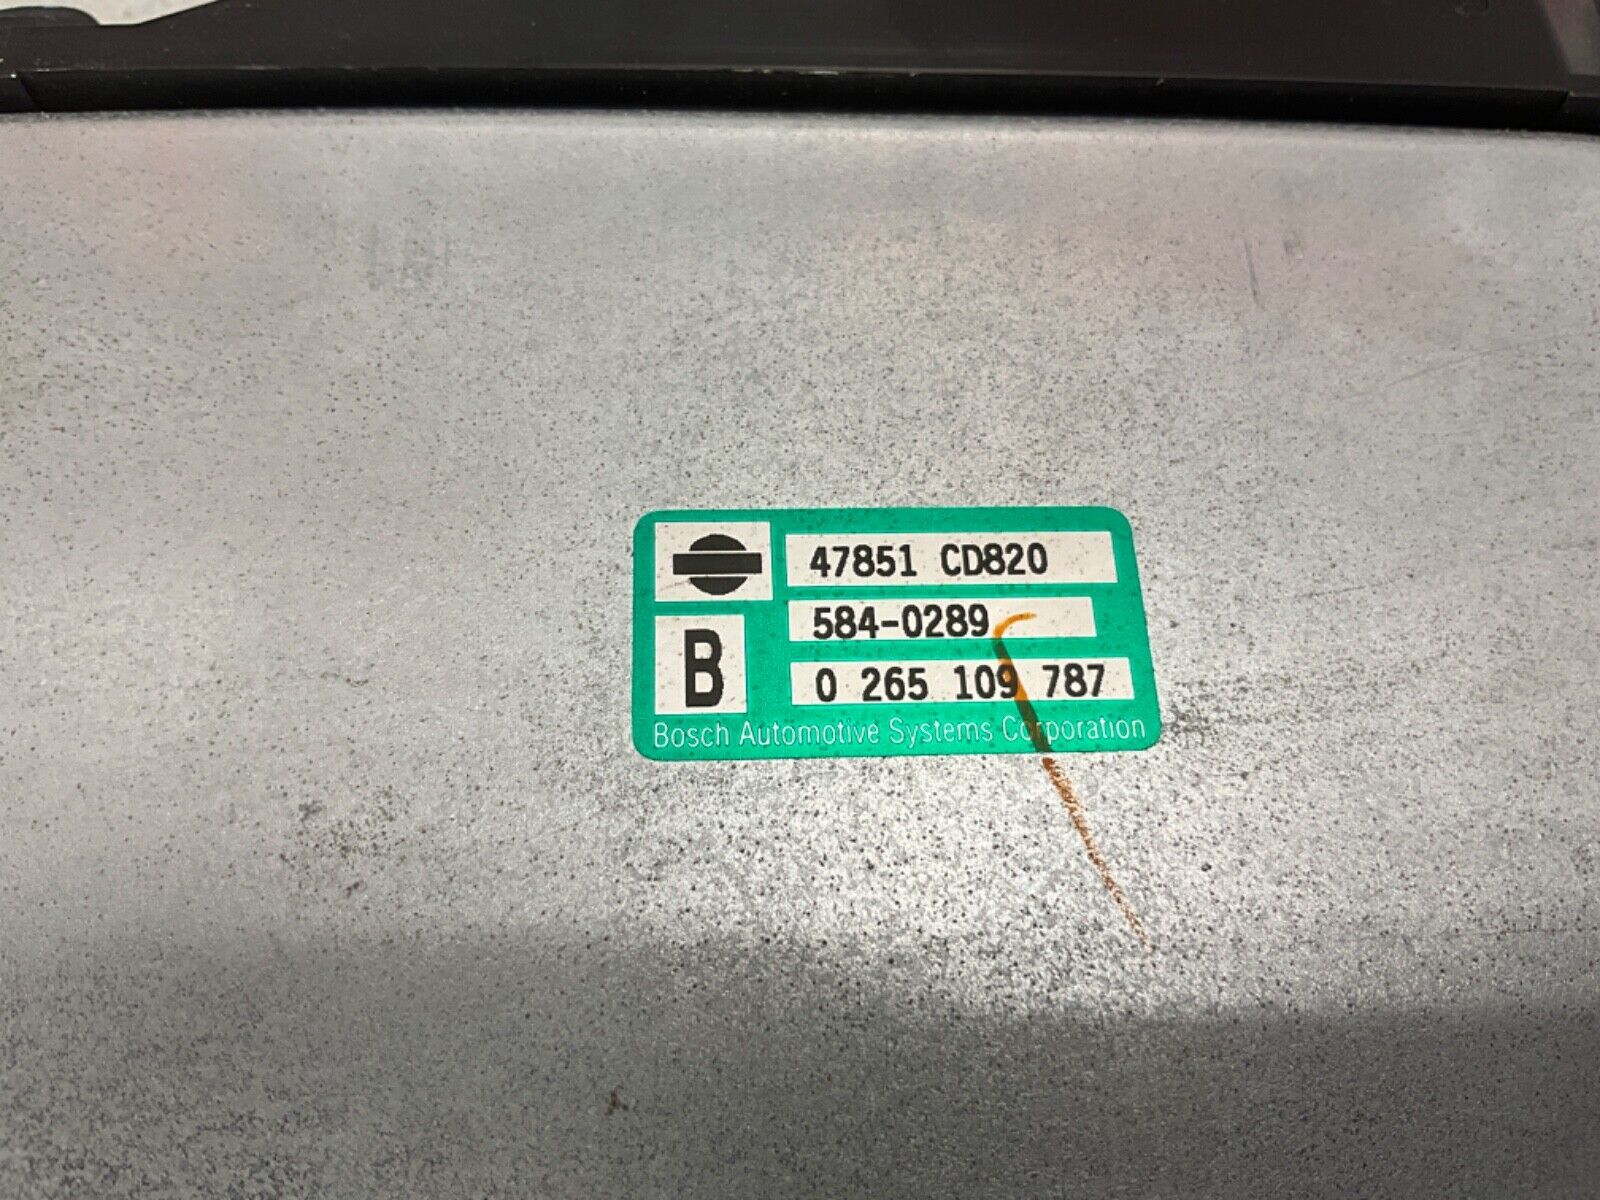 47851 CD820
584-0289
B
0 265 109 787
Bosch Automotive Systems Corporation